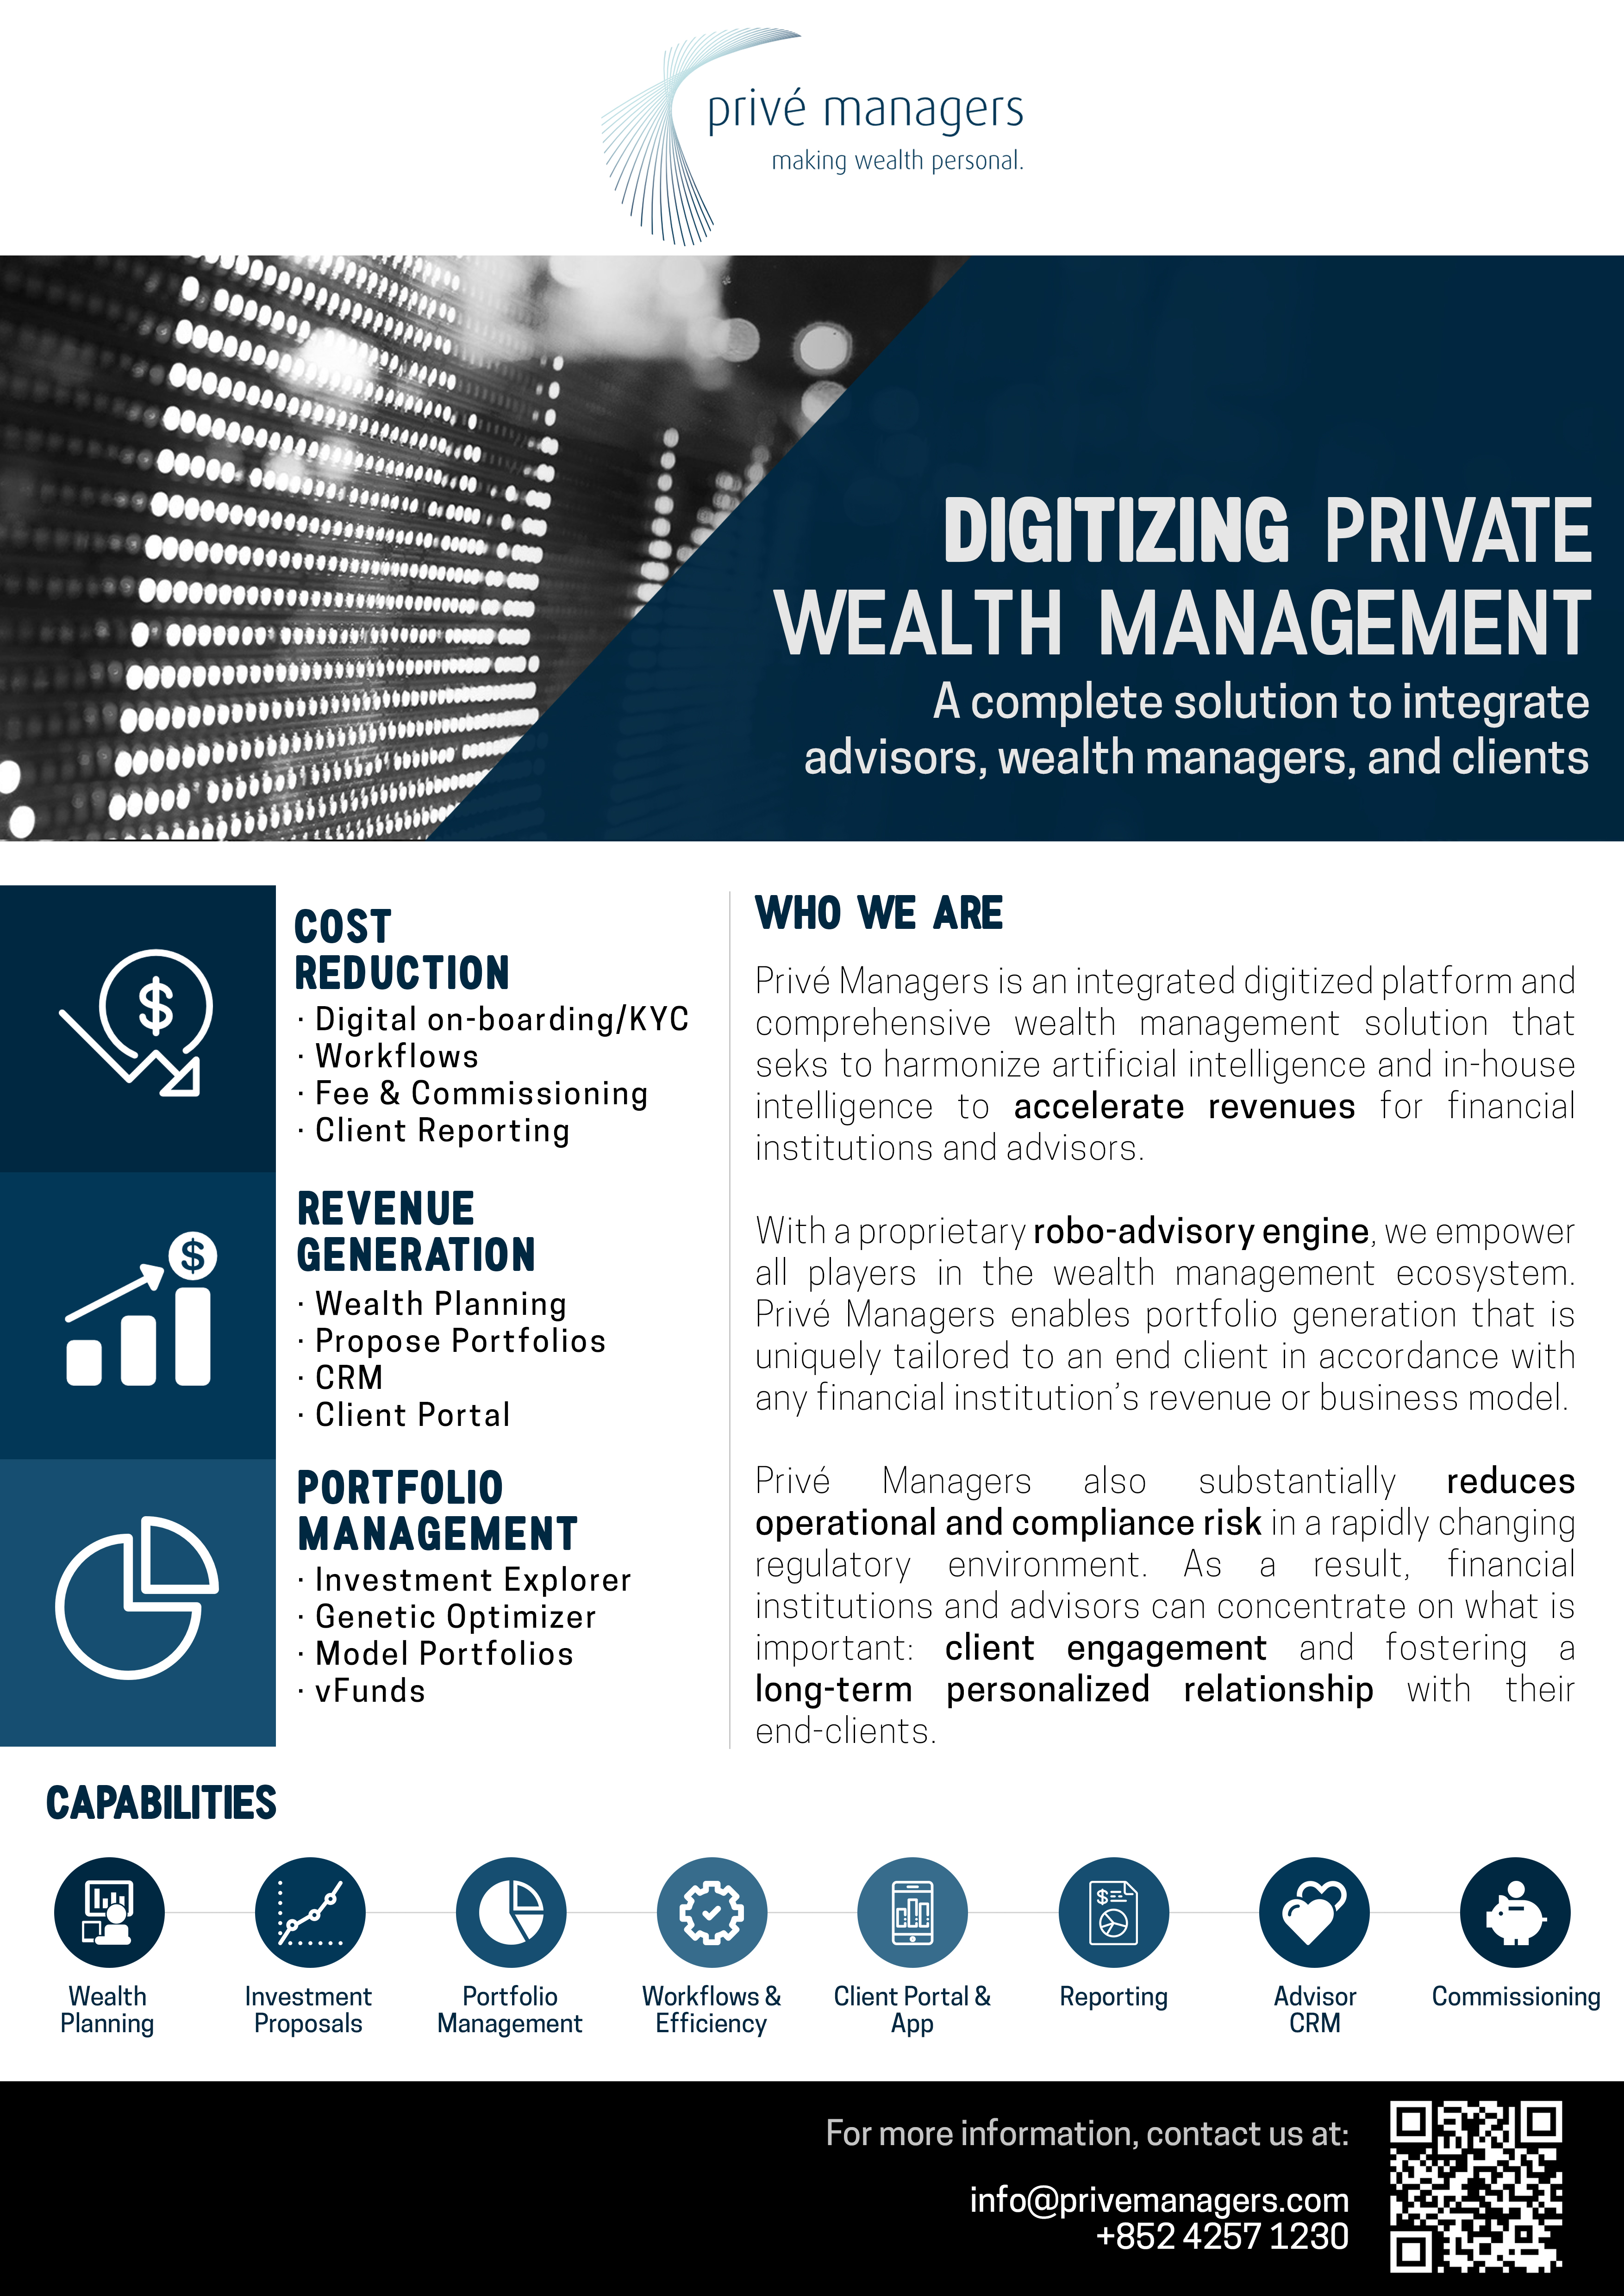 privé managers
making wealth personal.
DIGITIZING PRIVATE
WEALTH MANAGEMENT
A complete solution to integrate
advisors, wealth managers, and clients
COST
REDUCTION
· Digital on-boarding/KYC
· Workflows
· Fee & Commissioning
· Client Reporting
REVENUE
GENERATION
· Wealth Planning
· Propose Portfolios
· CRM
· Client Portal
PORTFOLIO
MANAGEMENT
· Investment Explorer
· Genetic Optimizer
· Model Portfolios
· vFunds
WHO WE ARE
Privé Managers is an integrated digitized platform and
comprehensive wealth management solution that
seks to harmonize artificial intelligence and in-house
intelligence to accelerate revenues for financial
institutions and advisors.
With a proprietary robo-advisory engine, we empower
all players in the wealth management ecosystem.
Privé Managers enables portfolio generation that is
uniquely tailored to an end client in accordance with
any financial institution's revenue or business model.
Privé Managers also substantially reduces
operational and compliance risk in a rapidly changing
regulatory environment. As a result, financial
institutions and advisors can concentrate on what is
important: client engagement and fostering a
long-term personalized relationship with their
end-clients.
CAPABILITIES
Wealth
Planning
Investment
Proposals
Portfolio
Management
Workflows &
Efficiency
Client Portal &
App
Reporting
Advisor
CRM
Commissioning
For more information, contact us at:
info@privemanagers.com
+852 4257 1230